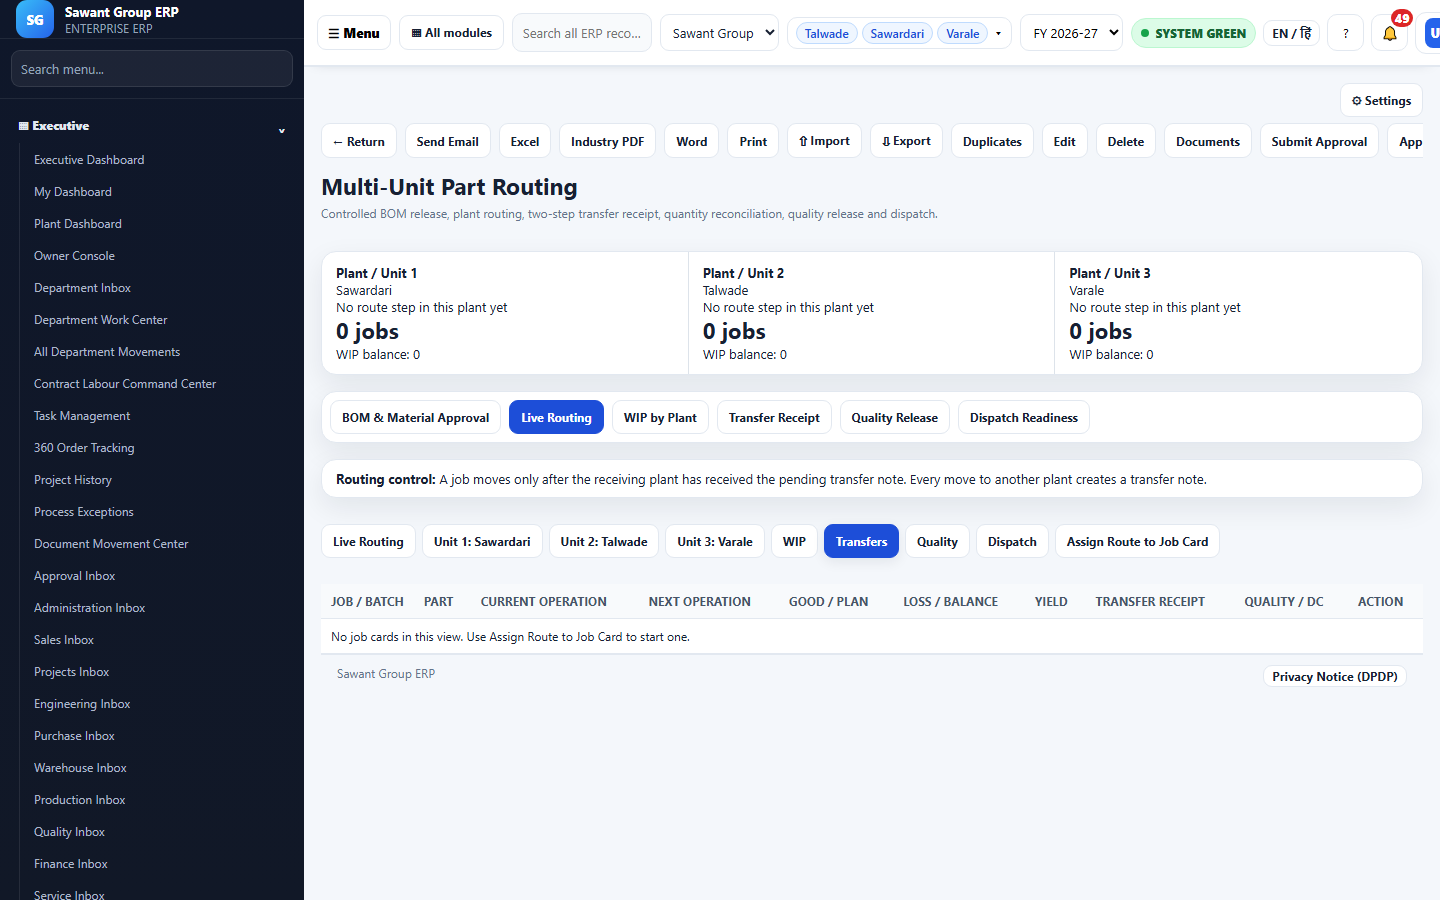 SG
Sawant Group ERP
ENTERPRISE ERP
Search menu...
Executive
Executive Dashboard
My Dashboard
Plant Dashboard
Owner Console
Department Inbox
Department Work Center
All Department Movements
Contract Labour Command Center
Task Management
360 Order Tracking
Project History
Process Exceptions
Document Movement Center
Approval Inbox
Administration Inbox
Sales Inbox
Projects Inbox
Engineering Inbox
Purchase Inbox
Warehouse Inbox
Production Inbox
Quality Inbox
Finance Inbox
Service Inbox
☰ Menu
All modules
Search all ERP reco...
Sawant Group
Talwade Sawardari Varale
FY 2026-27
SYSTEM GREEN
EN / हिं
?
49
U
⚙ Settings
← Return
Send Email
Excel
Industry PDF
Word
Print
⇧ Import
⇩ Export
Duplicates
Edit
Delete
Documents
Submit Approval
App
Multi-Unit Part Routing
Controlled BOM release, plant routing, two-step transfer receipt, quantity reconciliation, quality release and dispatch.
Plant / Unit 1
Sawardari
No route step in this plant yet
0 jobs
WIP balance: 0
Plant / Unit 2
Talwade
No route step in this plant yet
0 jobs
WIP balance: 0
Plant / Unit 3
Varale
No route step in this plant yet
0 jobs
WIP balance: 0
BOM & Material Approval
Live Routing
WIP by Plant
Transfer Receipt
Quality Release
Dispatch Readiness
Routing control: A job moves only after the receiving plant has received the pending transfer note. Every move to another plant creates a transfer note.
Live Routing
Unit 1: Sawardari
Unit 2: Talwade
Unit 3: Varale
WIP
Transfers
Quality
Dispatch
Assign Route to Job Card
JOB / BATCH PART CURRENT OPERATION NEXT OPERATION GOOD / PLAN LOSS / BALANCE YIELD TRANSFER RECEIPT QUALITY / DC ACTION
No job cards in this view. Use Assign Route to Job Card to start one.
Sawant Group ERP
Privacy Notice (DPDP)